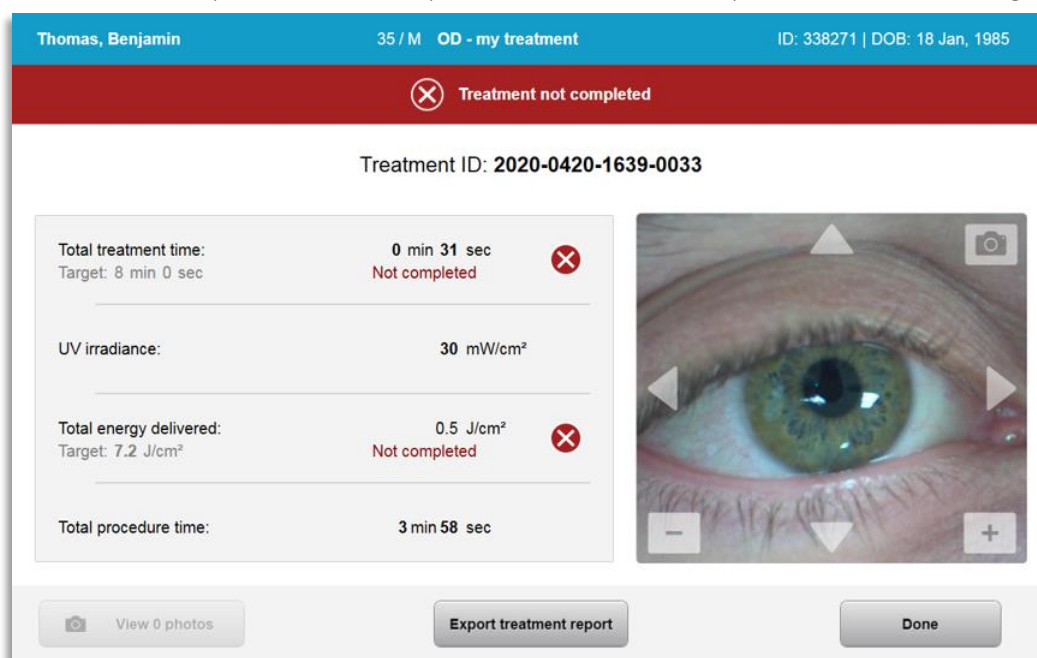 Thomas, Benjamin 35 / M OD - my treatment ID: 338271 | DOB: 18 Jan, 1985
Treatment not completed
Treatment ID: 2020-0420-1639-0033
Total treatment time: 0 min 31 sec
Target: 8 min 0 sec Not completed
UV irradiance: 30 mW/cm²
Total energy delivered: 0.5 J/cm²
Target: 7.2 J/cm² Not completed
Total procedure time: 3 min 58 sec
View 0 photos Export treatment report Done